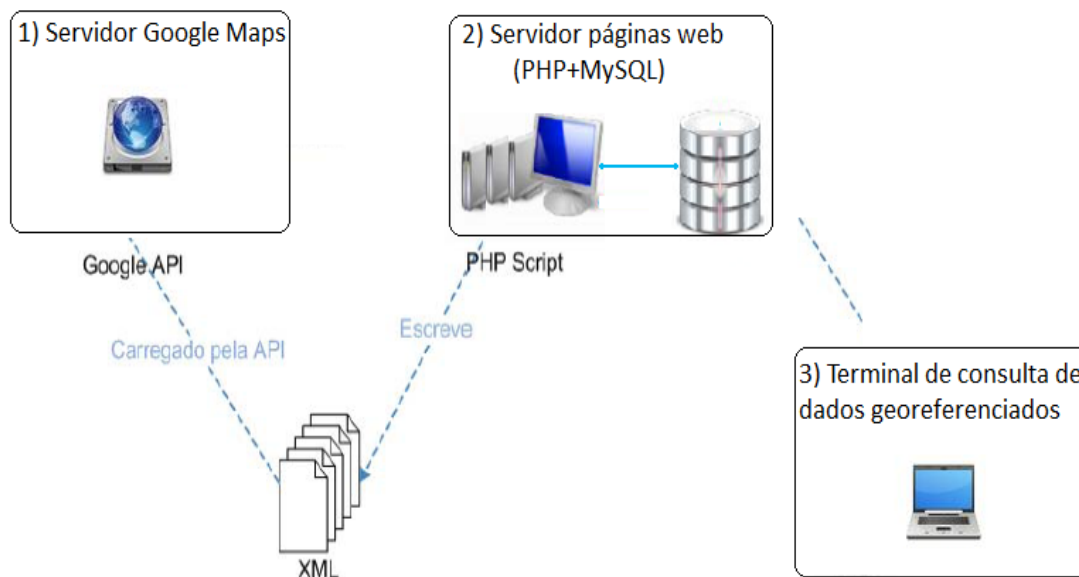 1) Servidor Google Maps
2) Servidor páginas web
(PHP+MySQL)
Google API
PHP Script
Carregado pela API
Escreve
3) Terminal de consulta de
dados georeferenciados
XML